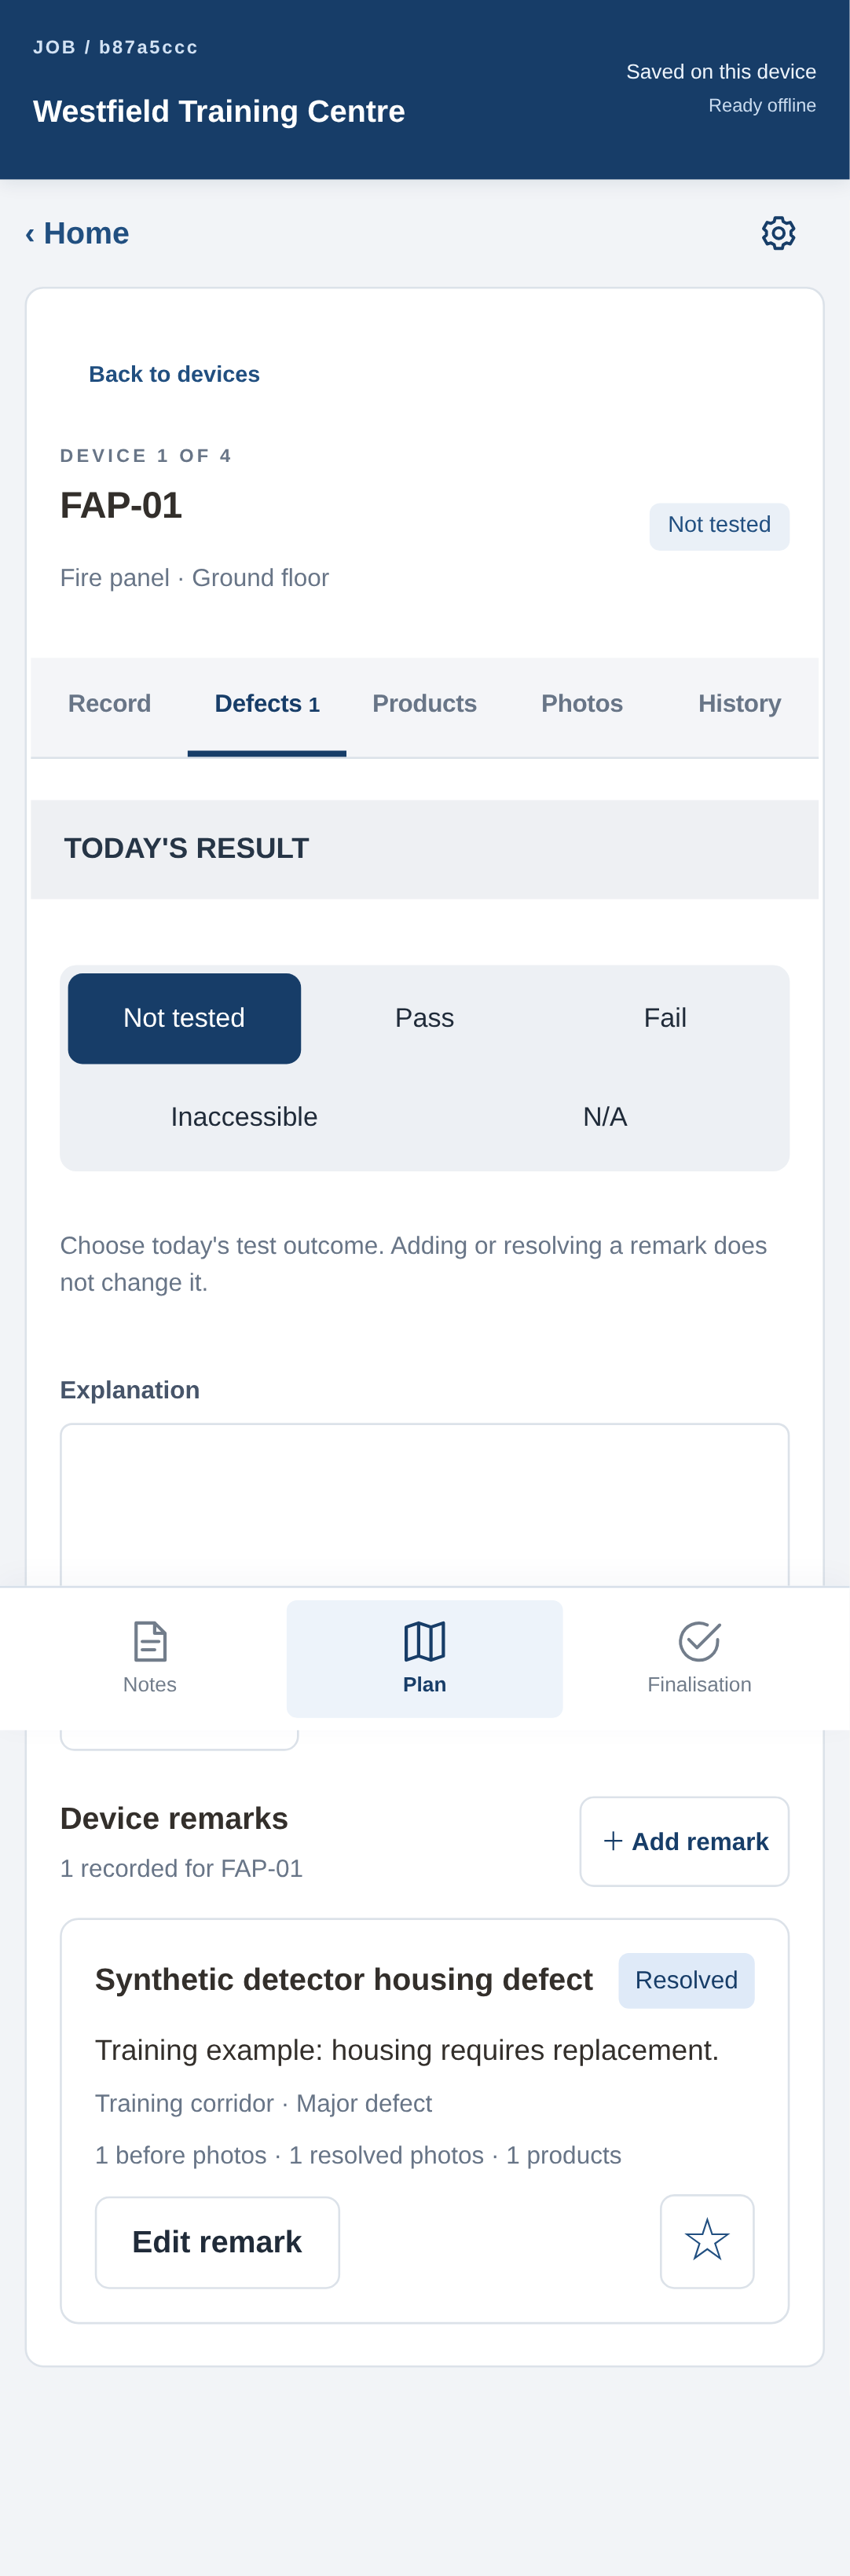 JOB / b87a5ccc
Westfield Training Centre
Saved on this device
Ready offline
‹ Home
Back to devices
DEVICE 1 OF 4
FAP-01
Not tested
Fire panel · Ground floor
Record
Defects 1
Products
Photos
History
TODAY'S RESULT
Not tested
Pass
Fail
Inaccessible
N/A
Choose today's test outcome. Adding or resolving a remark does
not change it.
Explanation
Notes
Plan
Finalisation
Device remarks
1 recorded for FAP-01
+ Add remark
Synthetic detector housing defect
Resolved
Training example: housing requires replacement.
Training corridor · Major defect
1 before photos · 1 resolved photos · 1 products
Edit remark